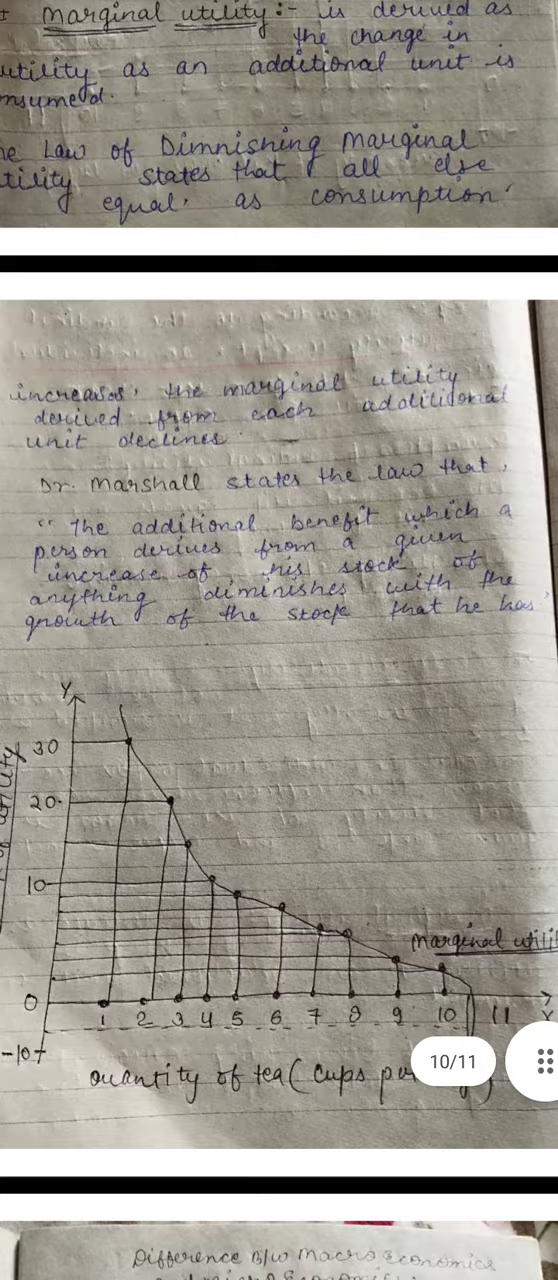 marginal utility :- is derived as
the change in
utility as an additional unit is
Law of Dimnishing Marginal
states that all else
equal, as consumption
increases, the marginal utility
derived from each additional
unit declines.
Dr. Marshall states the law that,
"The additional benefit which a
person derives from a given
increase of his stock of
anything diminishes with the
growth of the stock that he has"
Y
30
20
10
marginal
0
1 2 3 4 5 6 7 8 9 10 11 X
-10
Quantity of tea (Cups
10/11
Difference B/w Macro Economics